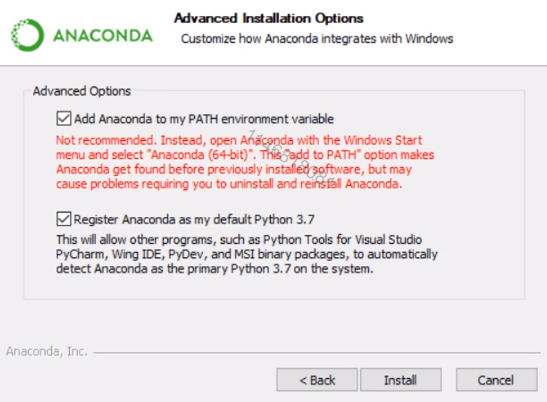 ANACONDA
Advanced Installation Options
Customize how Anaconda integrates with Windows
Advanced Options
Add Anaconda to my PATH environment variable
Not recommended. Instead, open Anaconda with the Windows Start
menu and select "Anaconda (64-bit)". This "add to PATH" option makes
Anaconda get found before previously installed software, but may
cause problems requiring you to uninstall and reinstall Anaconda.
Register Anaconda as my default Python 3.7
This will allow other programs, such as Python Tools for Visual Studio
PyCharm, Wing IDE, PyDev, and MSI binary packages, to automatically
detect Anaconda as the primary Python 3.7 on the system.
Anaconda, Inc.
< Back
Install
Cancel